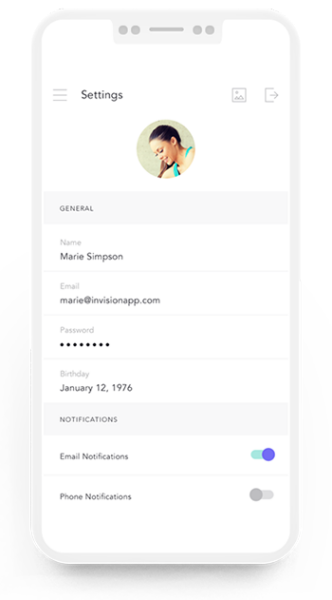 Settings
GENERAL
Name
Marie Simpson
Email
marie@invisionapp.com
Password
••••••••
Birthday
January 12, 1976
NOTIFICATIONS
Email Notifications
Phone Notifications